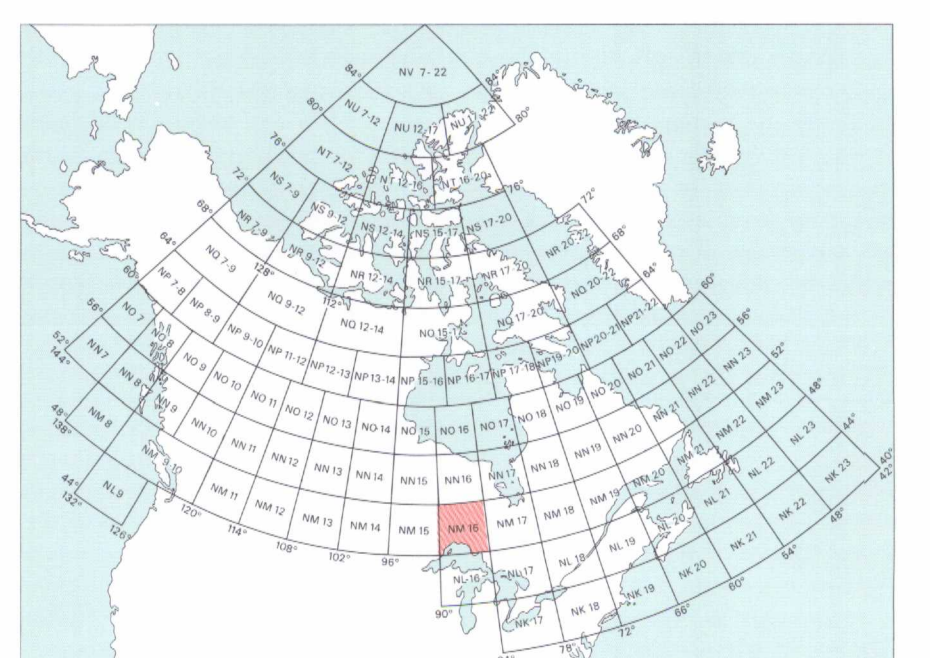 NV 7-22
84°
84°
NU 7-12
NU 12-17
80°
80°
NT 7-12
NT 12-16
NT 16-20
76°
76°
NS 7-9
NS 9-12
NS 12-14
NS 15-17
NS 17-20
72°
72°
NR 7-9
NR 9-12
NR 12-14
NR 15-17
NR 17-20
NR 20-22
68°
68°
NQ 7-9
128°
NQ 9-12
112°
NQ 12-14
NQ 15-17
NQ 17-20
NQ 20-22
64°
64°
NP 7-8
NP 8-9
NP 9-10
NP 11-12
NP 12-13
NP 13-14
NP 15-16
NP 16-17
NP 17-18
NP 19-20
NP 20-21
NP 21-22
60°
60°
NO 7
NO 8
NO 9
NO 10
NO 11
NO 12
NO 13
NO 14
NO 15
NO 16
NO 17
NO 18
NO 19
NO 20
NO 21
NO 22
NO 23
56°
56°
NN 7
NN 8
NN 9
NN 10
NN 11
NN 12
NN 13
NN 14
NN 15
NN 16
NN 17
NN 18
NN 19
NN 20
NN 21
NN 22
NN 23
52°
144°
52°
NM 8
NM 9,10
NM 11
NM 12
NM 13
NM 14
NM 15
NM 16
NM 17
NM 18
NM 19
NM 20
NM 21
NM 22
NM 23
48°
138°
48°
NL 9
NL 16
NL 17
NL 18
NL 19
NL 20
NL 21
NL 22
NL 23
44°
132°
44°
NK 17
NK 18
NK 19
NK 20
NK 21
NK 22
NK 23
40°
42°
126°
120°
114°
108°
102°
96°
90°
78°
72°
66°
60°
54°
48°